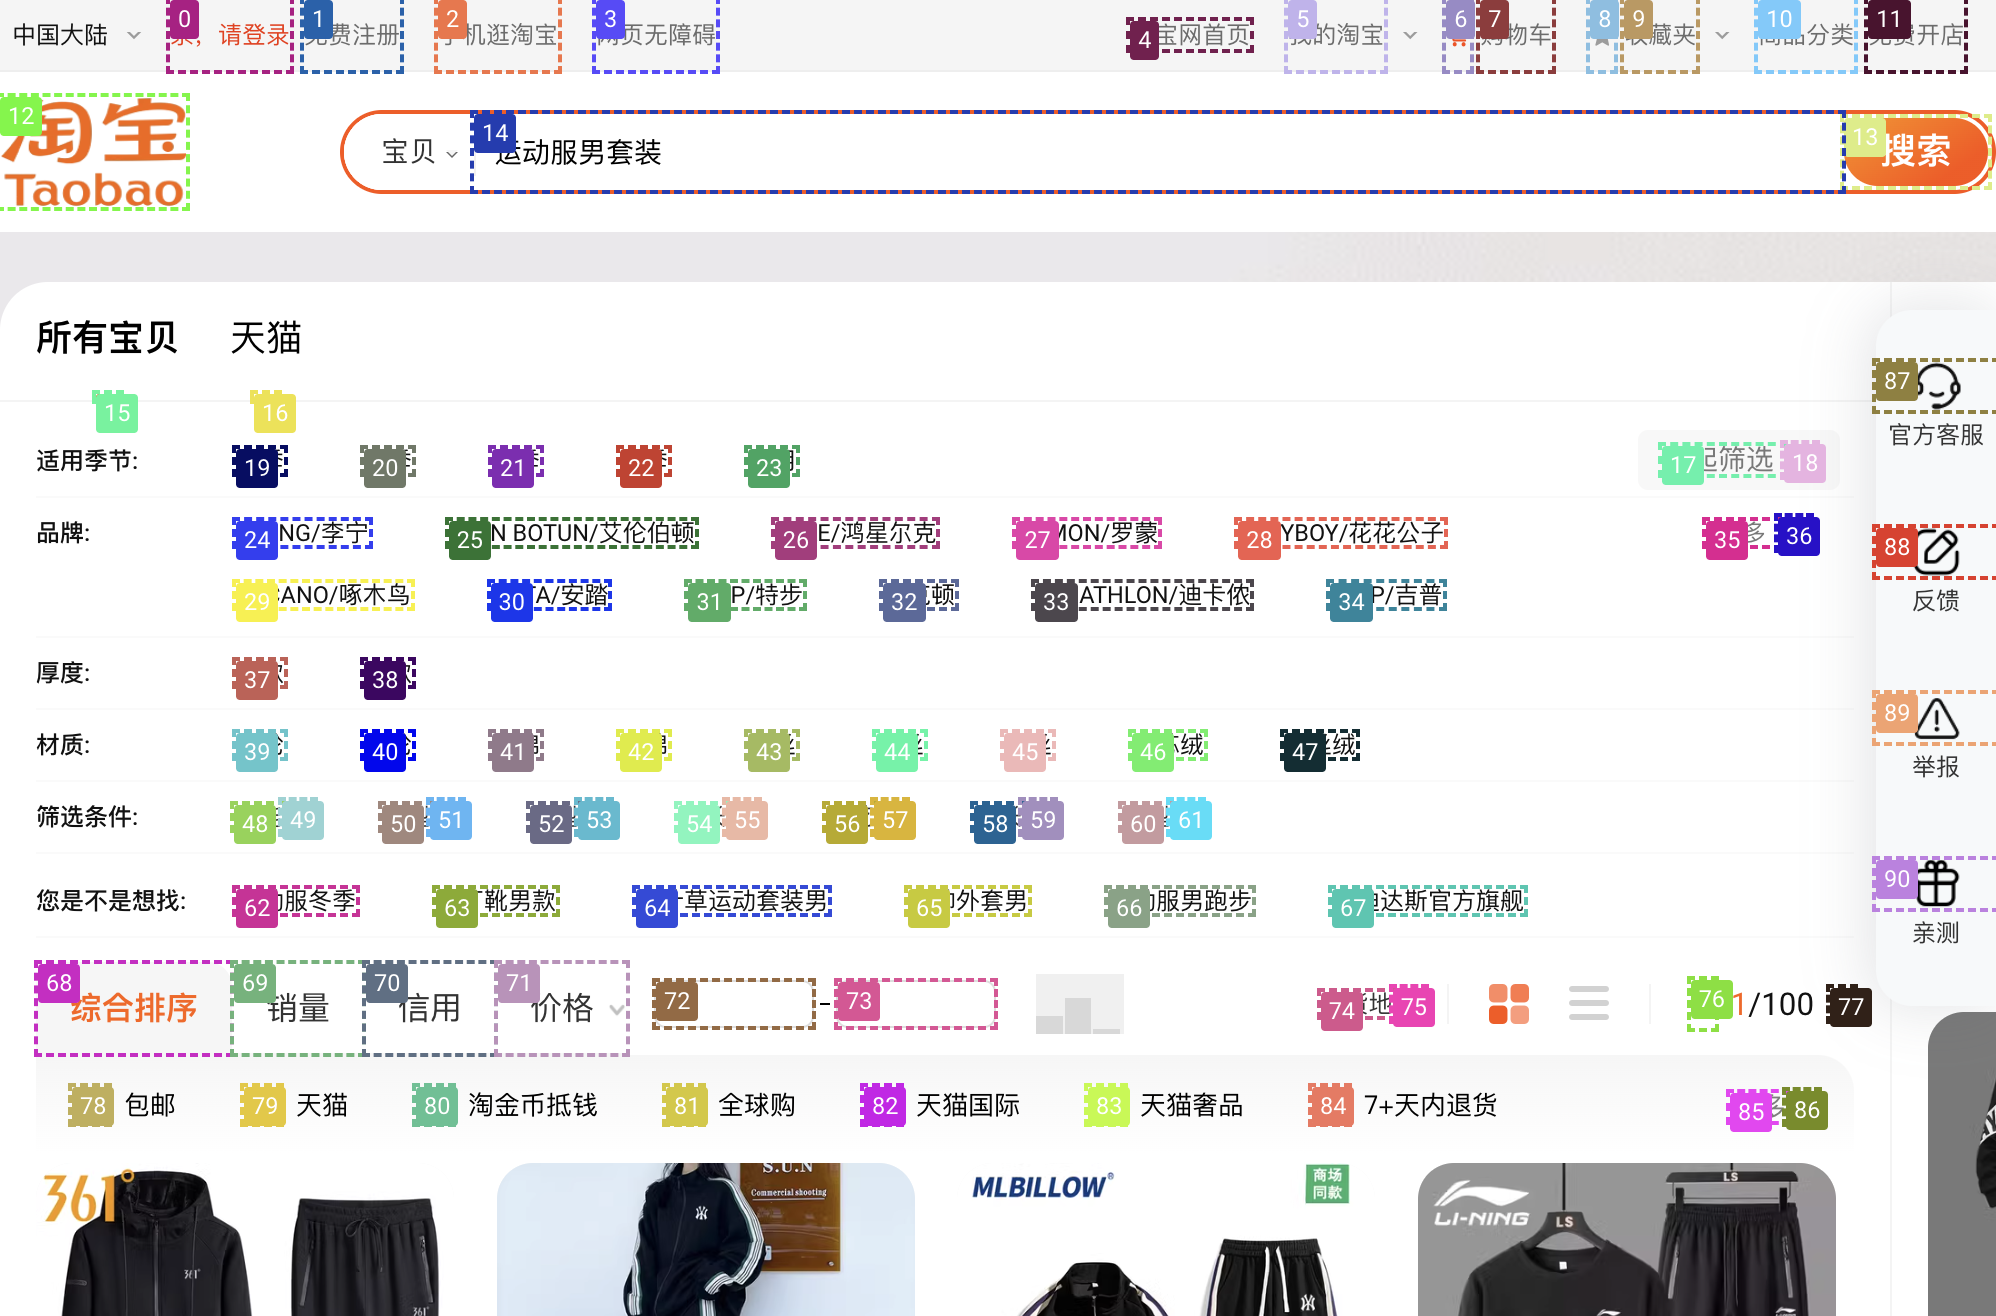 中国大陆 0 请登录 1 免费注册 2 手机逛淘宝 3 网页无障碍 4 宝网首页 5 我的淘宝 6 7 购物车 8 9 收藏夹 10 商品分类 11 免费开店
12 淘宝 Taobao
宝贝 14 运动服男套装 13 搜索
所有宝贝 天猫
15 16
适用季节: 19 20 21 22 23 17 起筛选 18
品牌: 24 NG/李宁 25 N BOTUN/艾伦伯顿 26 E/鸿星尔克 27 MON/罗蒙 28 YBOY/花花公子 35 多 36
29 CANO/啄木鸟 30 TA/安踏 31 P/特步 32 顿 33 ATHLON/迪卡侬 34 P/吉普
厚度: 37 38
材质: 39 40 41 42 43 44 45 46 绒 47 绒
筛选条件: 48 49 50 51 52 53 54 55 56 57 58 59 60 61
您是不是想找: 62 服冬季 63 靴男款 64 草运动套装男 65 外套男 66 服男跑步 67 迪达斯官方旗舰
68 综合排序 69 销量 70 信用 71 价格 72 - 73 74 货地 75 76 1/100 77
78 包邮 79 天猫 80 淘金币抵钱 81 全球购 82 天猫国际 83 天猫奢品 84 7+天内退货 85 86
87
官方客服
88
反馈
89
举报
90
亲测
361°
361°
361°
S.U.N
Commercial shooting
MLBILLOW®
商场
同款
LI-NING
LS
LS